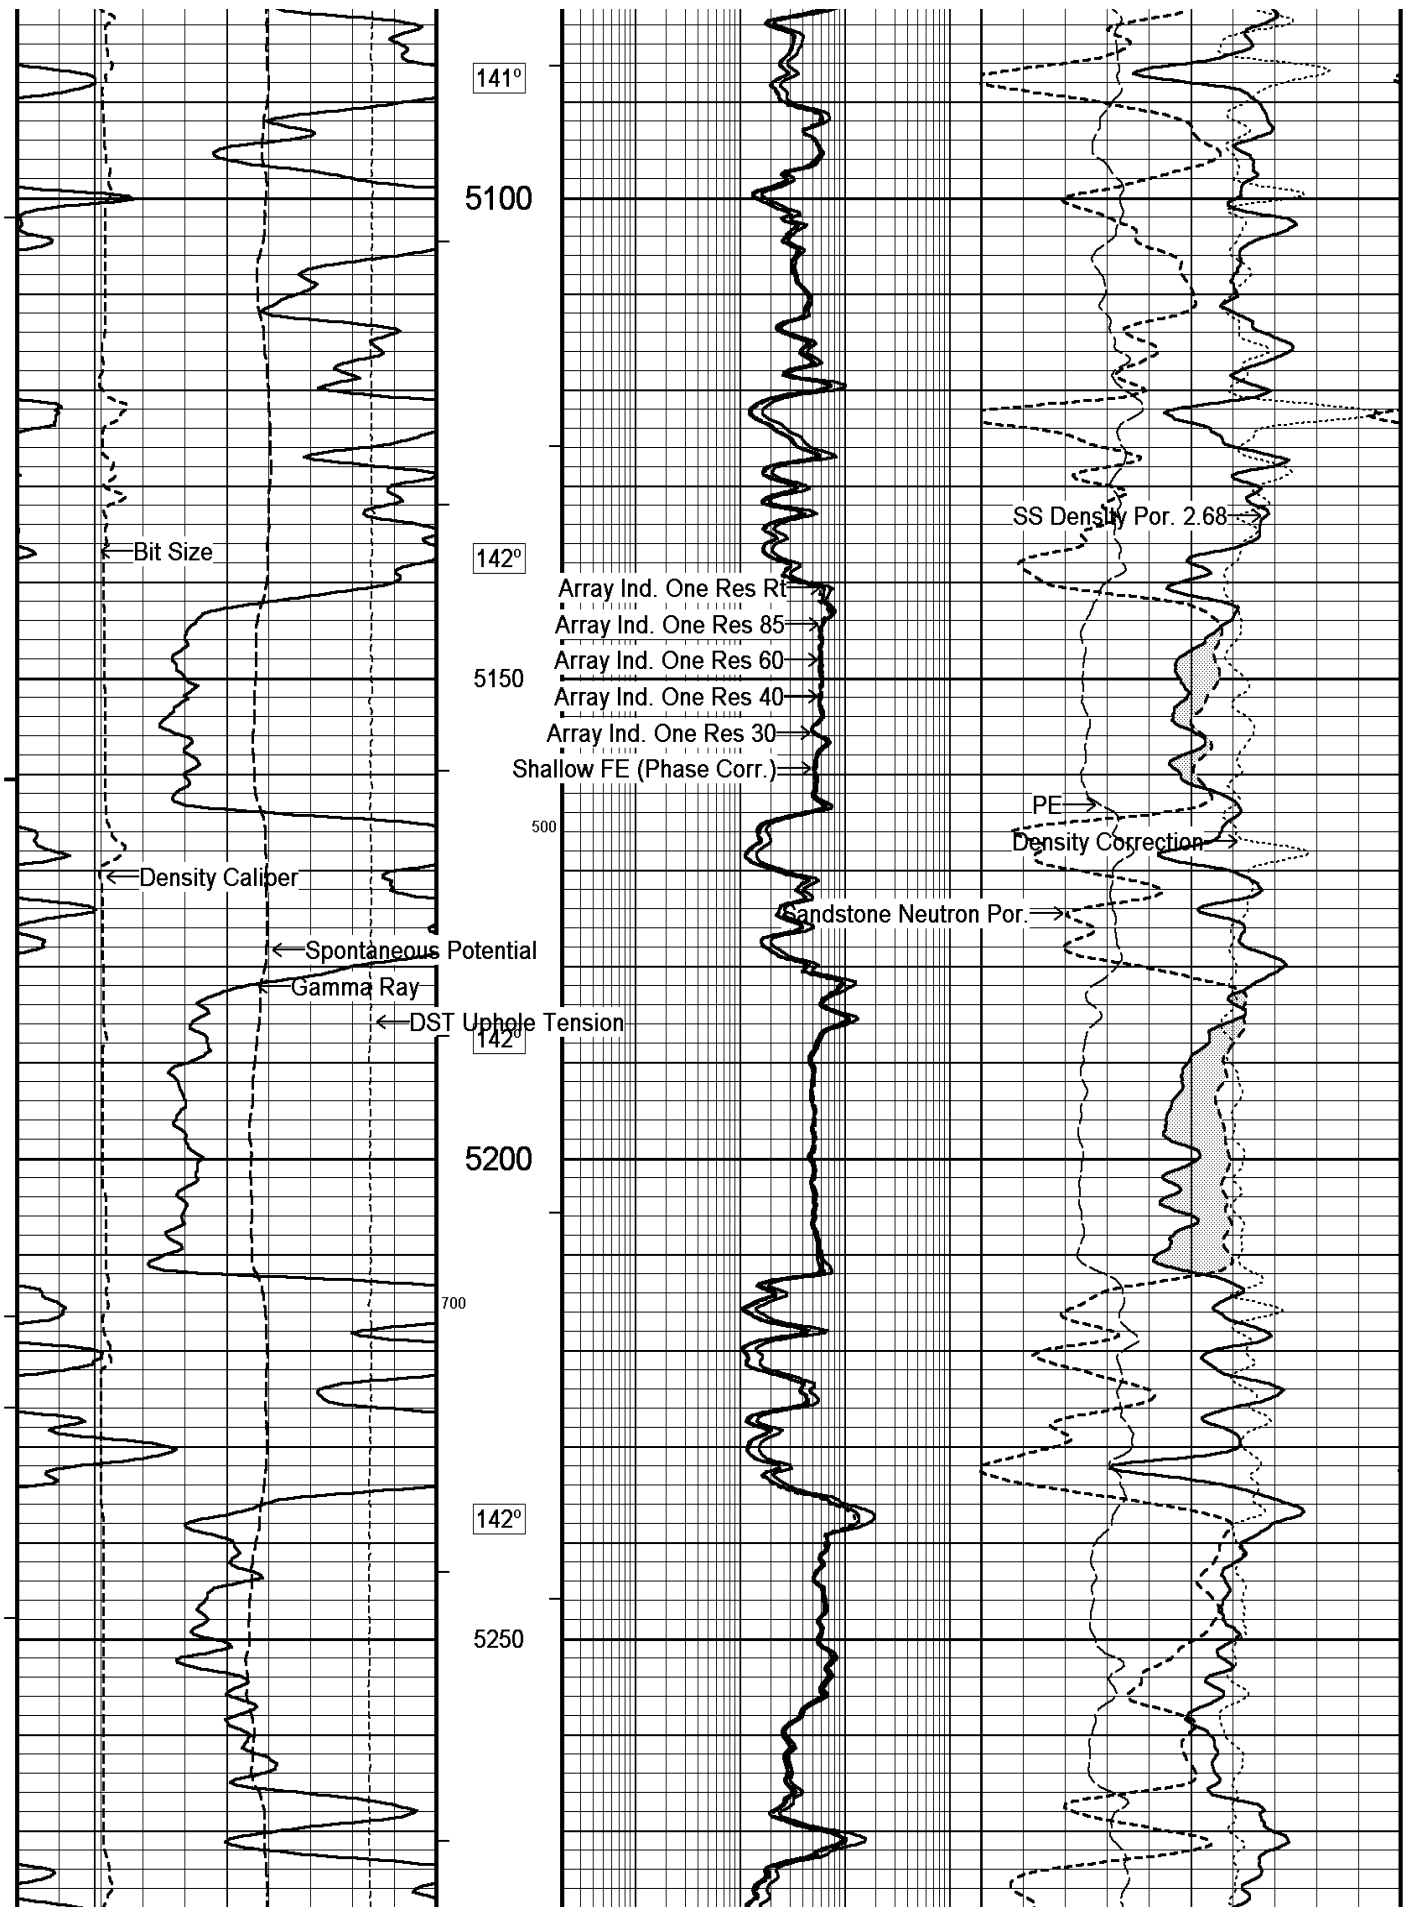 141°
5100
SS Density Por. 2.68
Bit Size
142°
Array Ind. One Res Rt
Array Ind. One Res 85
Array Ind. One Res 60
5150
Array Ind. One Res 40
Array Ind. One Res 30
Shallow FE (Phase Corr.)
PE
500
Density Correction
Density Caliper
Sandstone Neutron Por.
Spontaneous Potential
Gamma Ray
DST Uphole Tension
142°
5200
700
142°
5250